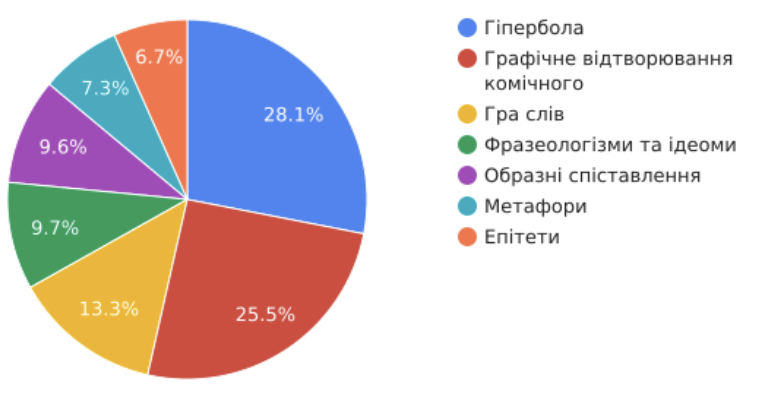 6.7%
7.3%
28.1%
9.6%
9.7%
13.3%
25.5%
Гіпербола
Графічне відтворювання
комічного
Гра слів
Фразеологізми та ідеоми
Образні спіставлення
Метафори
Епітети